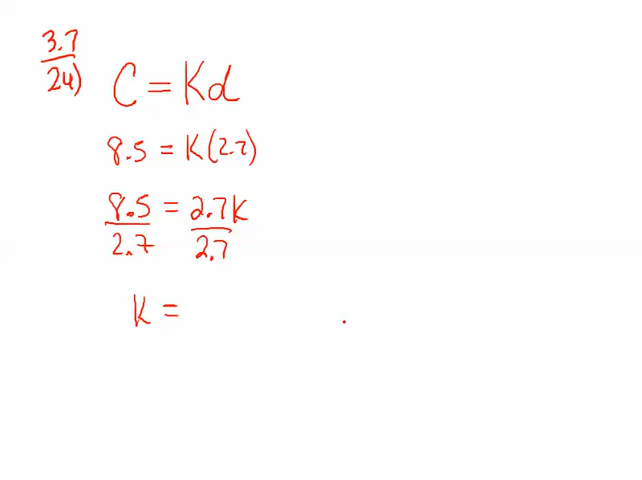 3.7
24)
C = Kd
8.5 = K(2.7)
8.5 = 2.7K
2.7 2.7
K =